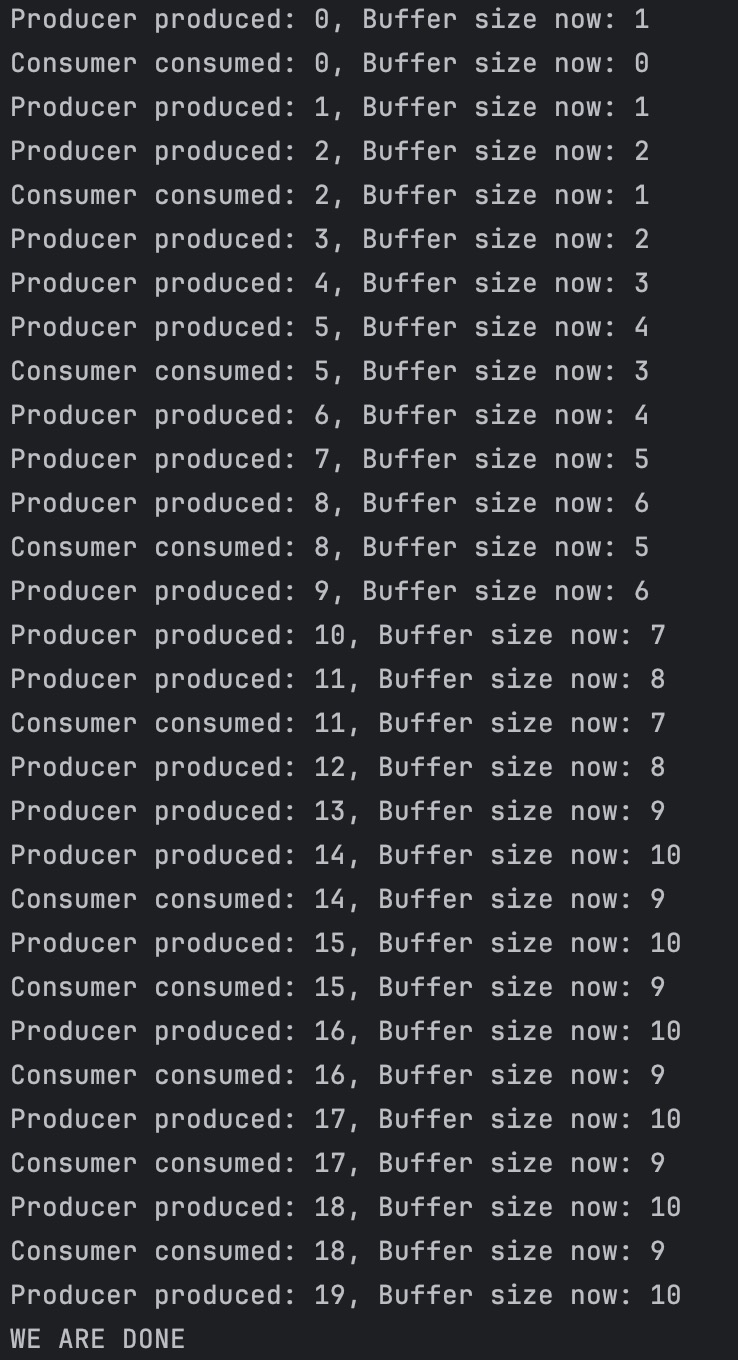 Producer produced: 0, Buffer size now: 1
Consumer consumed: 0, Buffer size now: 0
Producer produced: 1, Buffer size now: 1
Producer produced: 2, Buffer size now: 2
Consumer consumed: 2, Buffer size now: 1
Producer produced: 3, Buffer size now: 2
Producer produced: 4, Buffer size now: 3
Producer produced: 5, Buffer size now: 4
Consumer consumed: 5, Buffer size now: 3
Producer produced: 6, Buffer size now: 4
Producer produced: 7, Buffer size now: 5
Producer produced: 8, Buffer size now: 6
Consumer consumed: 8, Buffer size now: 5
Producer produced: 9, Buffer size now: 6
Producer produced: 10, Buffer size now: 7
Producer produced: 11, Buffer size now: 8
Consumer consumed: 11, Buffer size now: 7
Producer produced: 12, Buffer size now: 8
Producer produced: 13, Buffer size now: 9
Producer produced: 14, Buffer size now: 10
Consumer consumed: 14, Buffer size now: 9
Producer produced: 15, Buffer size now: 10
Consumer consumed: 15, Buffer size now: 9
Producer produced: 16, Buffer size now: 10
Consumer consumed: 16, Buffer size now: 9
Producer produced: 17, Buffer size now: 10
Consumer consumed: 17, Buffer size now: 9
Producer produced: 18, Buffer size now: 10
Consumer consumed: 18, Buffer size now: 9
Producer produced: 19, Buffer size now: 10
WE ARE DONE